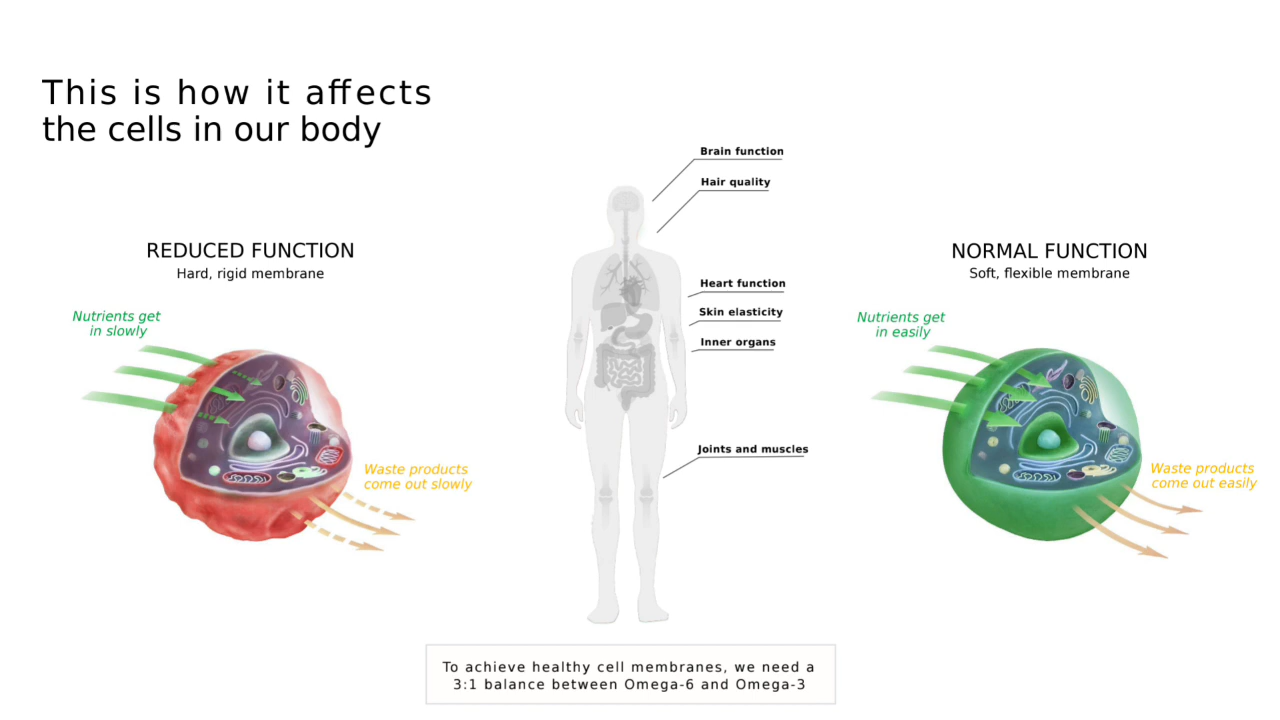 This is how it affects
the cells in our body
REDUCED FUNCTION
Hard, rigid membrane
Nutrients get
in slowly
Waste products
come out slowly
Brain function
Hair quality
Heart function
Skin elasticity
Inner organs
Joints and muscles
NORMAL FUNCTION
Soft, flexible membrane
Nutrients get
in easily
Waste products
come out easily
To achieve healthy cell membranes, we need a
3:1 balance between Omega-6 and Omega-3